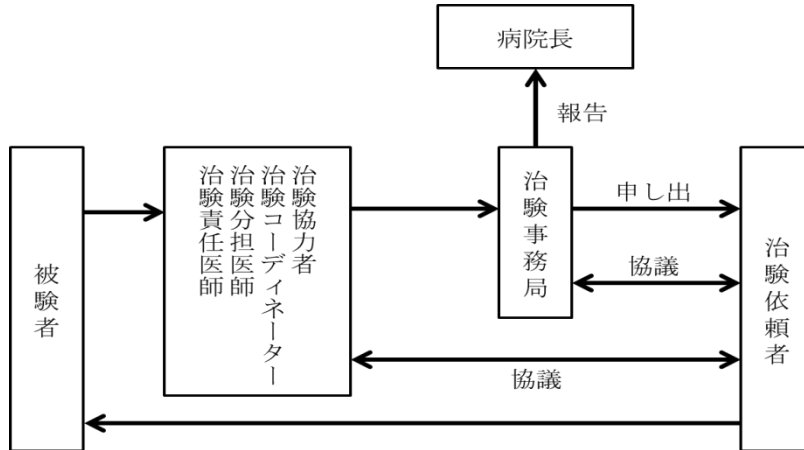 病院長
報告
被験者
治験協力者
治験コーディネーター
治験分担医師
治験責任医師
治験事務局
申し出
協議
協議
治験依頼者